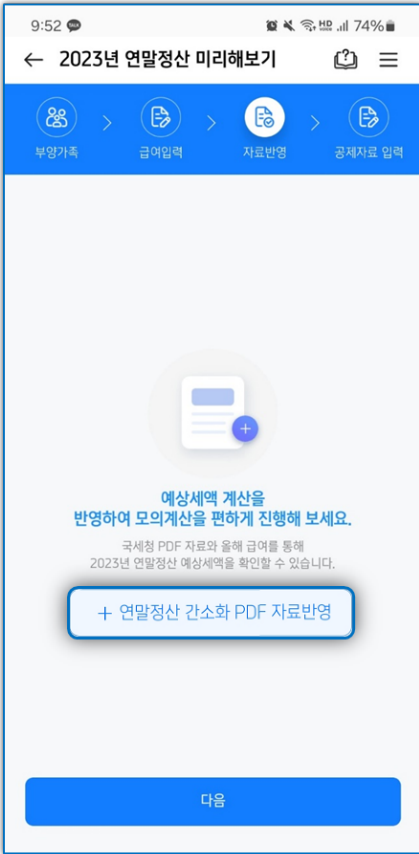 9:52 TALK HD 74%
← 2023년 연말정산 미리해보기
부양가족 > 급여입력 > 자료반영 > 공제자료 입력
예상세액 계산을
반영하여 모의계산을 편하게 진행해 보세요.
국세청 PDF 자료와 올해 급여를 통해
2023년 연말정산 예상세액을 확인할 수 있습니다.
+ 연말정산 간소화 PDF 자료반영
다음